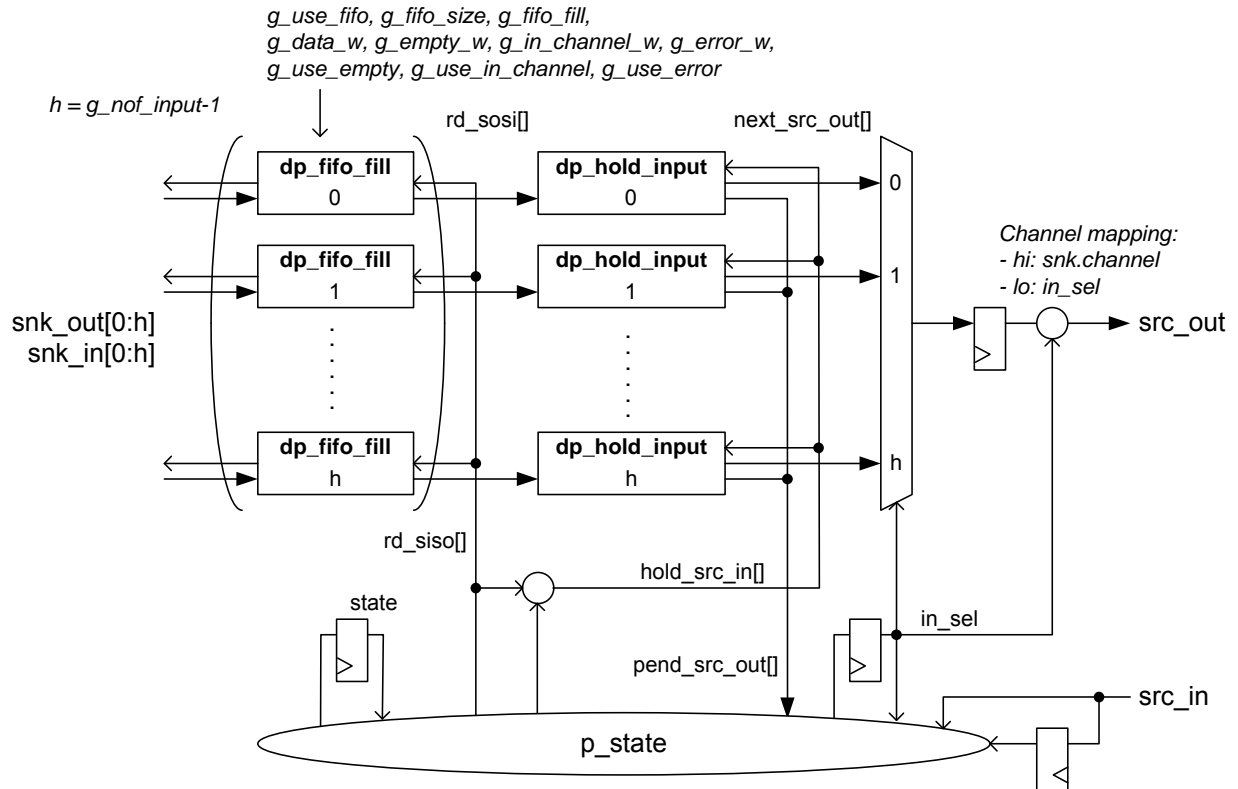 g_use_fifo, g_fifo_size, g_fifo_fill,
g_data_w, g_empty_w, g_in_channel_w, g_error_w,
g_use_empty, g_use_in_channel, g_use_error
h = g_nof_input-1
rd_sosi[]
next_src_out[]
dp_fifo_fill
0
dp_hold_input
0
0
dp_fifo_fill
1
dp_hold_input
1
1
Channel mapping:
- hi: snk.channel
- lo: in_sel
snk_out[0:h]
snk_in[0:h]
src_out
dp_fifo_fill
h
dp_hold_input
h
h
rd_siso[]
hold_src_in[]
state
in_sel
pend_src_out[]
src_in
p_state